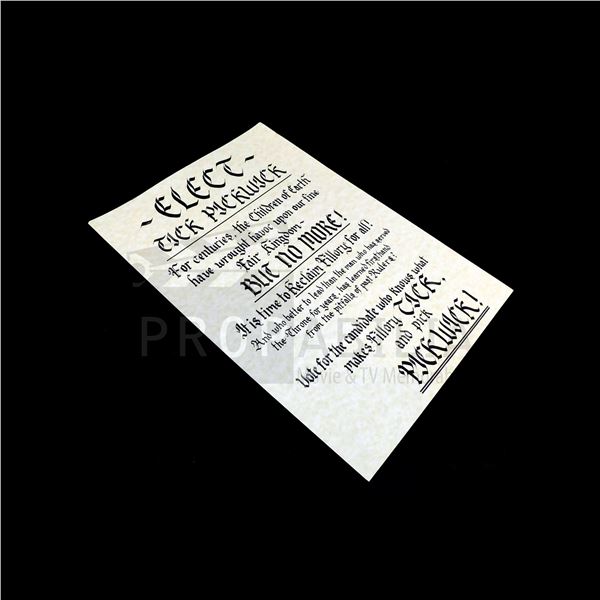 ~ELECT~
TICK PICKWICK
For centuries, the Children of Earth
have wrought havoc upon our fine
Fair Kingdom-
BUT NO MORE!
It is time to Reclaim Fillory for all!
And who better to lead than the man who has served
the Throne for years, has learned firsthand
from the pitfalls of past Rulers?
Vote for the candidate who knows what
makes Fillory TICK,
and pick
PICKWICK!
Movie & TV